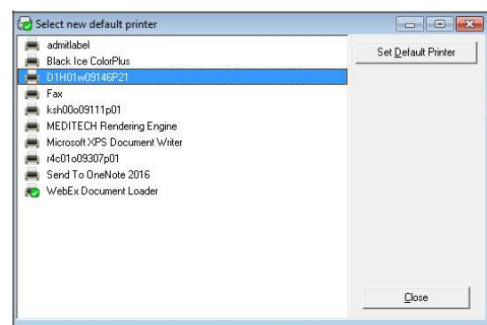 Select new default printer
admitlabel
Black Ice ColorPlus
D1H01w09146P21
Fax
ksh00o09111p01
MEDITECH Rendering Engine
Microsoft XPS Document Writer
r4c01o09307p01
Send To OneNote 2016
WebEx Document Loader
Set Default Printer
Close